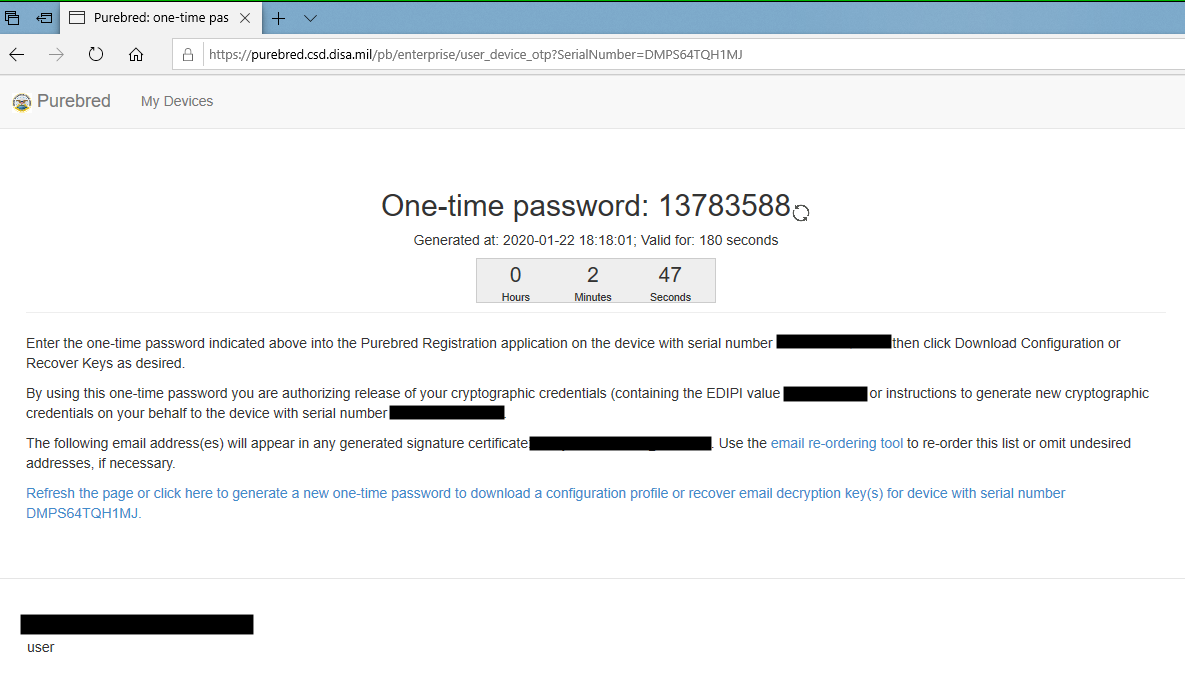 Purebred: one-time pas
https://purebred.csd.disa.mil/pb/enterprise/user_device_otp?SerialNumber=DMPS64TQH1MJ
Purebred My Devices
One-time password: 13783588
Generated at: 2020-01-22 18:18:01; Valid for: 180 seconds
0 2 47
Hours Minutes Seconds
Enter the one-time password indicated above into the Purebred Registration application on the device with serial number then click Download Configuration or
Recover Keys as desired.
By using this one-time password you are authorizing release of your cryptographic credentials (containing the EDIPI value or instructions to generate new cryptographic
credentials on your behalf to the device with serial number
The following email address(es) will appear in any generated signature certificate . Use the email re-ordering tool to re-order this list or omit undesired
addresses, if necessary.
Refresh the page or click here to generate a new one-time password to download a configuration profile or recover email decryption key(s) for device with serial number
DMPS64TQH1MJ.
user